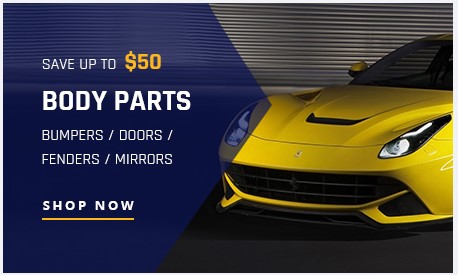 SAVE UP TO $50
BODY PARTS
BUMPERS / DOORS /
FENDERS / MIRRORS
SHOP NOW